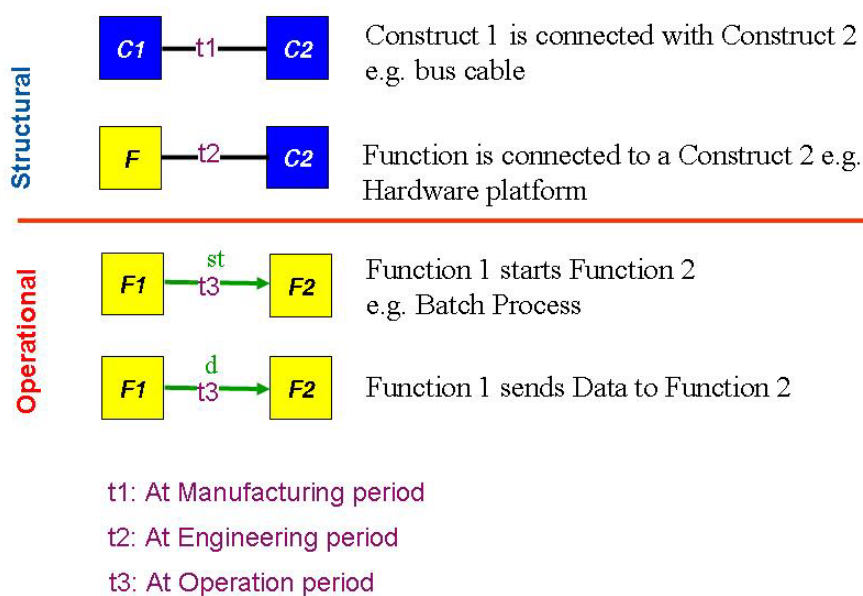 Structural
C1 t1 C2
Construct 1 is connected with Construct 2
e.g. bus cable
F t2 C2
Function is connected to a Construct 2 e.g.
Hardware platform
Operational
st
F1 t3 F2
Function 1 starts Function 2
e.g. Batch Process
d
F1 t3 F2
Function 1 sends Data to Function 2
t1: At Manufacturing period
t2: At Engineering period
t3: At Operation period